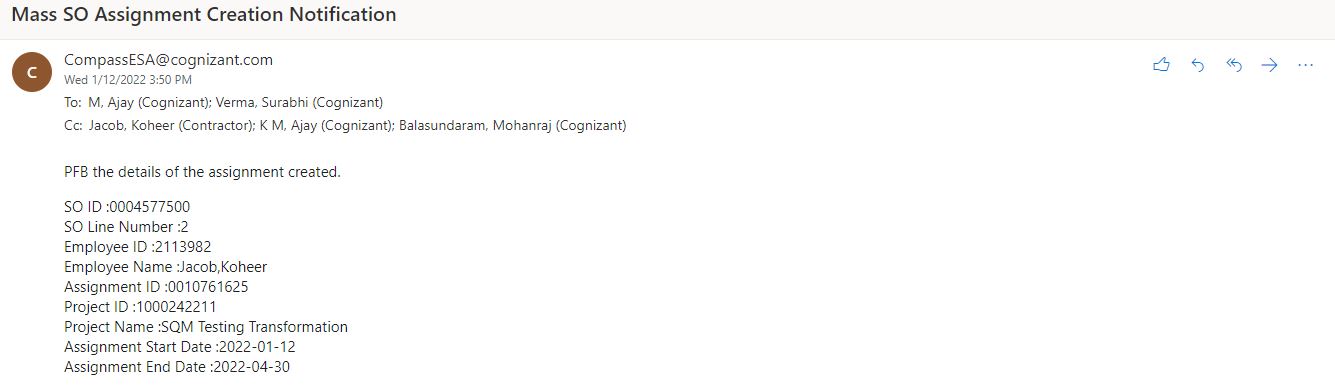 Mass SO Assignment Creation Notification
C
CompassESA@cognizant.com
Wed 1/12/2022 3:50 PM
To: M, Ajay (Cognizant); Verma, Surabhi (Cognizant)
Cc: Jacob, Koheer (Contractor); K M, Ajay (Cognizant); Balasundaram, Mohanraj (Cognizant)
PFB the details of the assignment created.
SO ID :0004577500
SO Line Number :2
Employee ID :2113982
Employee Name :Jacob,Koheer
Assignment ID :0010761625
Project ID :1000242211
Project Name :SQM Testing Transformation
Assignment Start Date :2022-01-12
Assignment End Date :2022-04-30